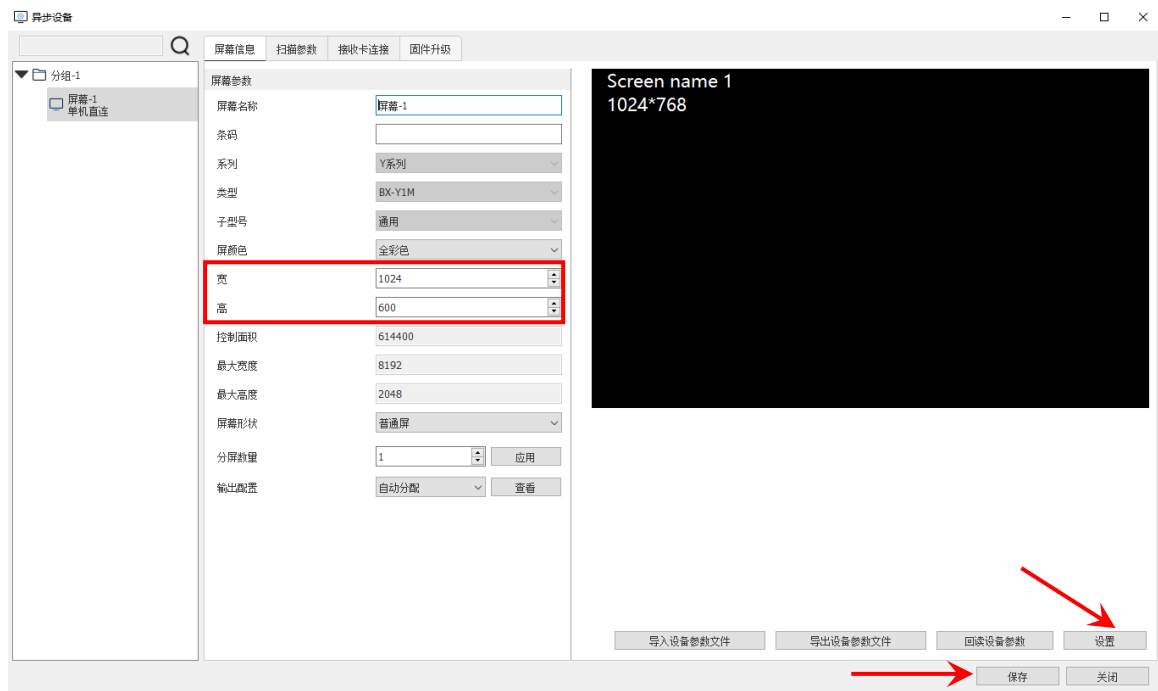 异步设备
屏幕信息 扫描参数 接收卡连接 固件升级
分组-1
屏幕-1
单机直连
屏幕参数
屏幕名称 屏幕-1
条码
系列 Y系列
类型 BX-Y1M
子型号 通用
屏颜色 全彩色
宽 1024
高 600
控制面积 614400
最大宽度 8192
最大高度 2048
屏幕形状 普通屏
分屏数量 1 应用
输出配置 自动分配 查看
Screen name 1
1024*768
导入设备参数文件 导出设备参数文件 回读设备参数 设置
保存 关闭